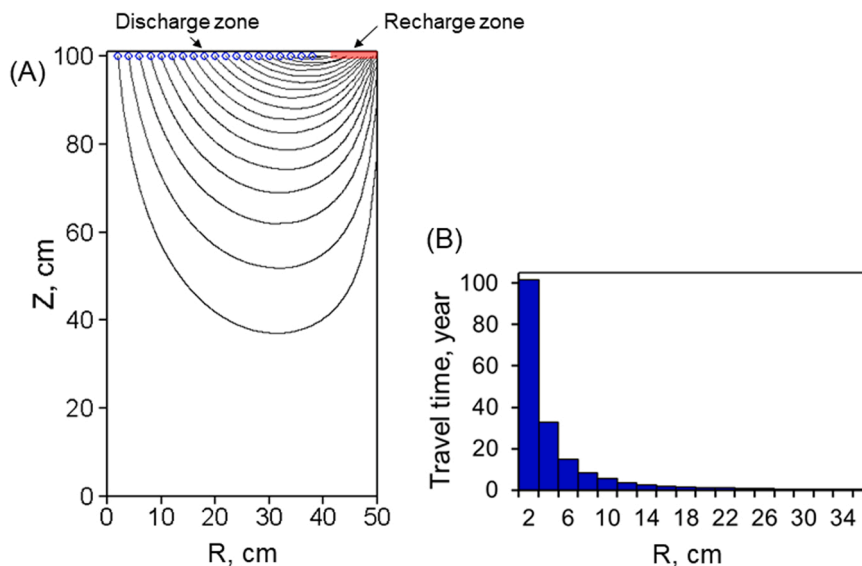 Discharge zone
Recharge zone
(A)
100
80
60
40
20
0
Z, cm
0 10 20 30 40 50
R, cm
(B)
100
80
60
40
20
0
Travel time, year
2 6 10 14 18 22 26 30 34
R, cm